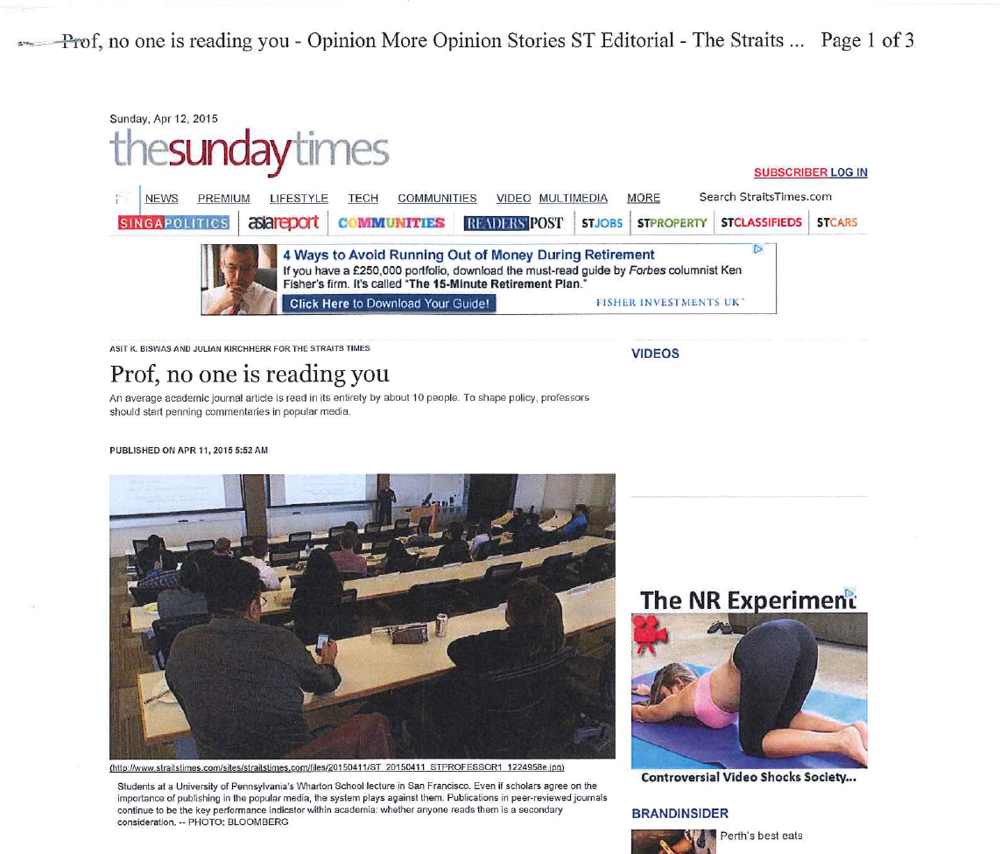 Prof, no one is reading you - Opinion More Opinion Stories ST Editorial - The Straits ... Page 1 of 3
Sunday, Apr 12, 2015
thesundaytimes
SUBSCRIBER LOG IN
NEWS PREMIUM LIFESTYLE TECH COMMUNITIES VIDEO MULTIMEDIA MORE Search StraitsTimes.com
SINGAPOLITICS asiareport COMMUNITIES READERS'POST STJOBS STPROPERTY STCLASSIFIEDS STCARS
4 Ways to Avoid Running Out of Money During Retirement
If you have a £250,000 portfolio, download the must-read guide by Forbes columnist Ken
Fisher's firm. It's called "The 15-Minute Retirement Plan."
Click Here to Download Your Guide!
FISHER INVESTMENTS UK™
ASIT K. BISWAS AND JULIAN KIRCHHERR FOR THE STRAITS TIMES
Prof, no one is reading you
An average academic journal article is read in its entirety by about 10 people. To shape policy, professors
should start penning commentaries in popular media.
PUBLISHED ON APR 11, 2015 5:52 AM
(http://www.straitstimes.com/sites/straitstimes.com/files/20150411/ST_20150411_STPROFESSOR1_1224958e.jpg)
Students at a University of Pennsylvania's Wharton School lecture in San Francisco. Even if scholars agree on the
importance of publishing in the popular media, the system plays against them. Publications in peer-reviewed journals
continue to be the key performance indicator within academia: whether anyone reads them is a secondary
consideration. -- PHOTO: BLOOMBERG
VIDEOS
The NR Experiment
Controversial Video Shocks Society...
BRANDINSIDER
Perth's best eats